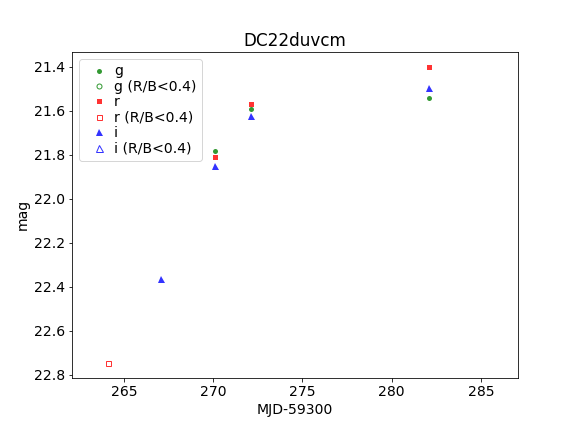 DC22duvcm
g
g (R/B<0.4)
r
r (R/B<0.4)
i
i (R/B<0.4)
21.4
21.6
21.8
22.0
22.2
22.4
22.6
22.8
mag
265
270
275
280
285
MJD-59300